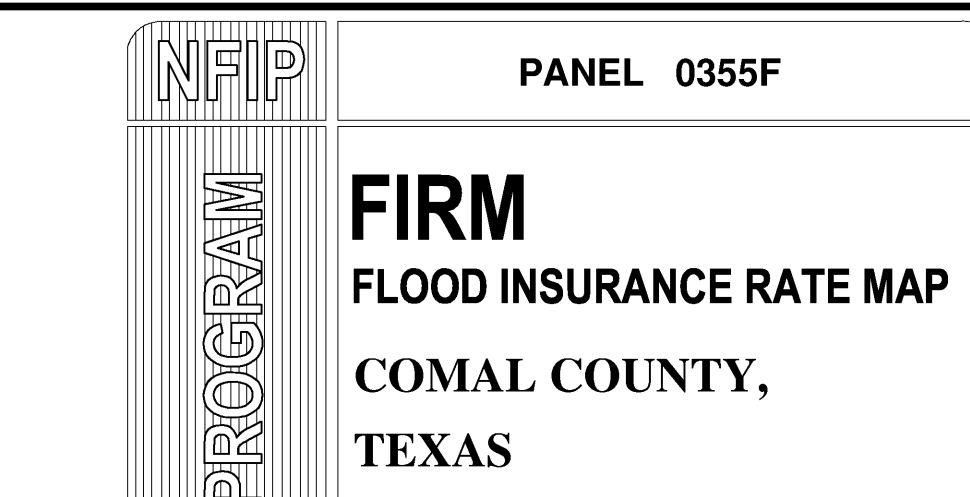 NFIP
PANEL 0355F
PROGRAM
FIRM
FLOOD INSURANCE RATE MAP
COMAL COUNTY,
TEXAS